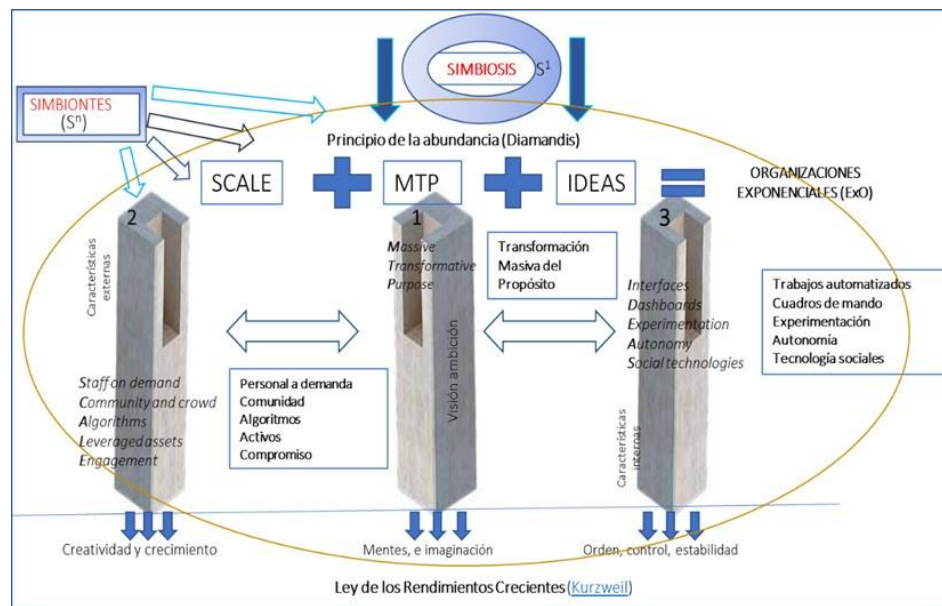 SIMBIOSIS
S1
SIMBIONTES
(Sn)
Principio de la abundancia (Diamandis)
SCALE
MTP
IDEAS
ORGANIZACIONES
EXPONENCIALES (ExO)
2
1
3
Características
externas
Massive
Transformative
Purpose
Transformación
Masiva del
Propósito
Interfaces
Dashboards
Experimentation
Autonomy
Social technologies
Trabajos automatizados
Cuadros de mando
Experimentación
Autonomía
Tecnología sociales
Staff on demand
Community and crowd
Algorithms
Leveraged assets
Engagement
Personal a demanda
Comunidad
Algoritmos
Activos
Compromiso
Visión ambición
Características
internas
Creatividad y crecimiento
Mentes, e imaginación
Orden, control, estabilidad
Ley de los Rendimientos Crecientes (Kurzweil)